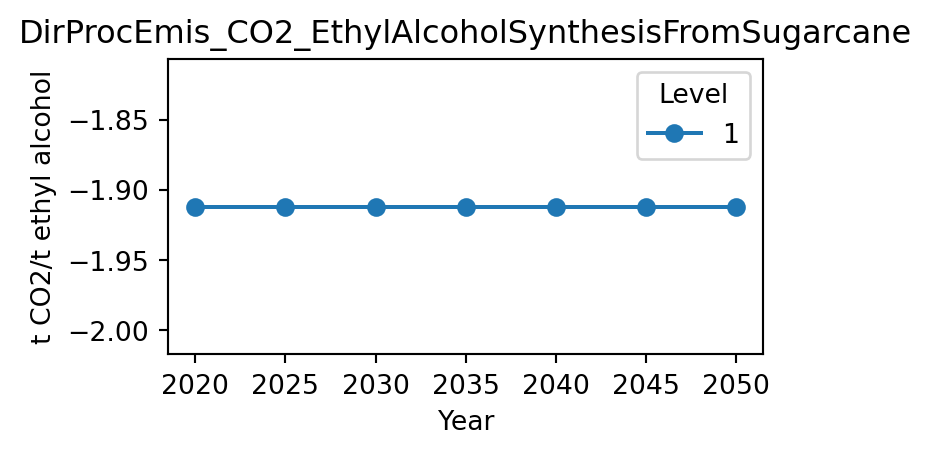 DirProcEmis_CO2_EthylAlcoholSynthesisFromSugarcane
t CO2/t ethyl alcohol
−1.85
−1.90
−1.95
−2.00
Level
1
2020 2025 2030 2035 2040 2045 2050
Year